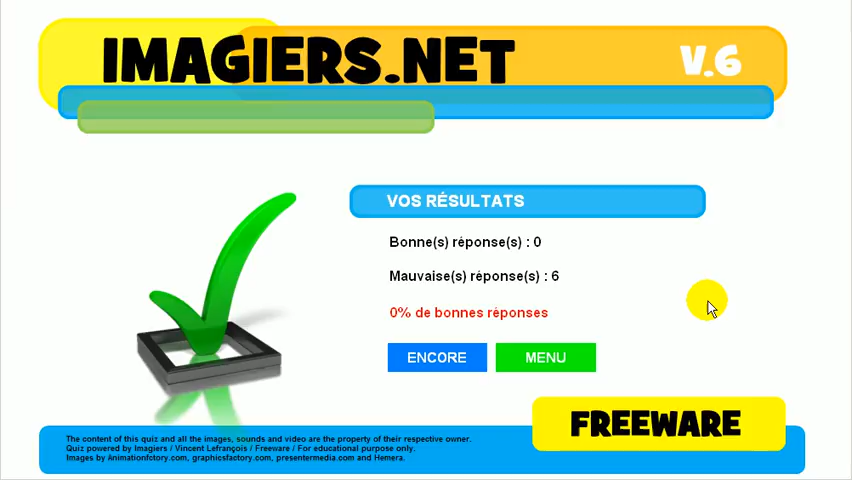 IMAGIERS.NET
V.6
VOS RÉSULTATS
Bonne(s) réponse(s) : 0
Mauvaise(s) réponse(s) : 6
0% de bonnes réponses
ENCORE
MENU
FREEWARE
The content of this quiz and all the images, sounds and video are the property of their respective owner.
Quiz powered by Imagiers / Vincent Lefrançois / Freeware / For educational purpose only.
Images by Animationfctory.com, graphicsfactory.com, presentermedia.com and Hemera.